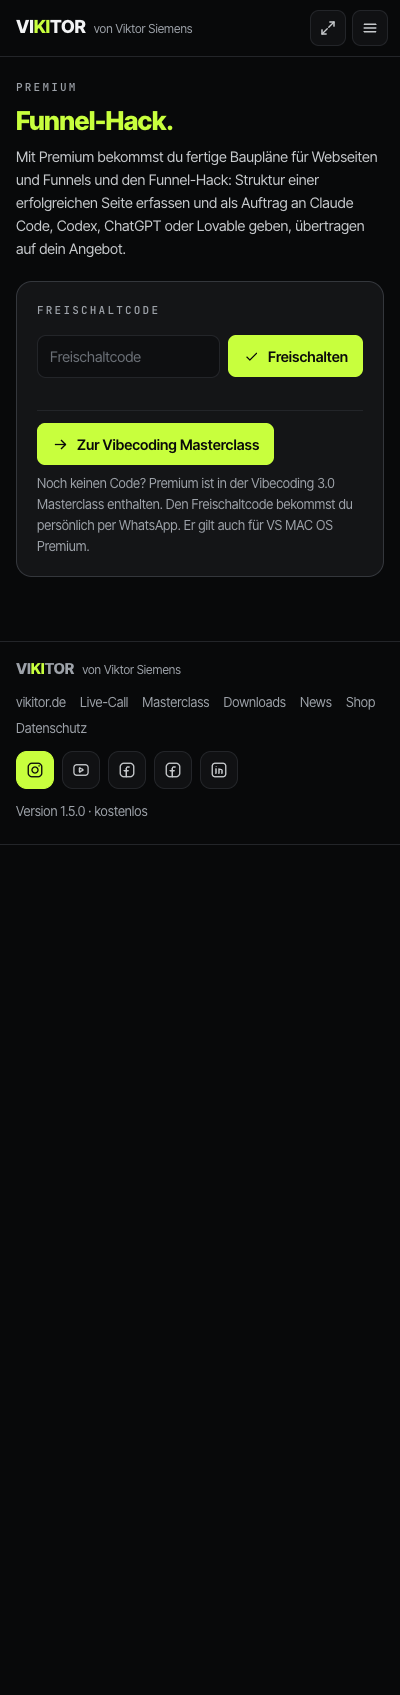 VIKITOR von Viktor Siemens
PREMIUM
Funnel-Hack.
Mit Premium bekommst du fertige Baupläne für Webseiten
und Funnels und den Funnel-Hack: Struktur einer
erfolgreichen Seite erfassen und als Auftrag an Claude
Code, Codex, ChatGPT oder Lovable geben, übertragen
auf dein Angebot.
FREISCHALTCODE
Freischaltcode
Freischalten
Zur Vibecoding Masterclass
Noch keinen Code? Premium ist in der Vibecoding 3.0
Masterclass enthalten. Den Freischaltcode bekommst du
persönlich per WhatsApp. Er gilt auch für VS MAC OS
Premium.
VIKITOR von Viktor Siemens
vikitor.de Live-Call Masterclass Downloads News Shop
Datenschutz
Version 1.5.0 · kostenlos